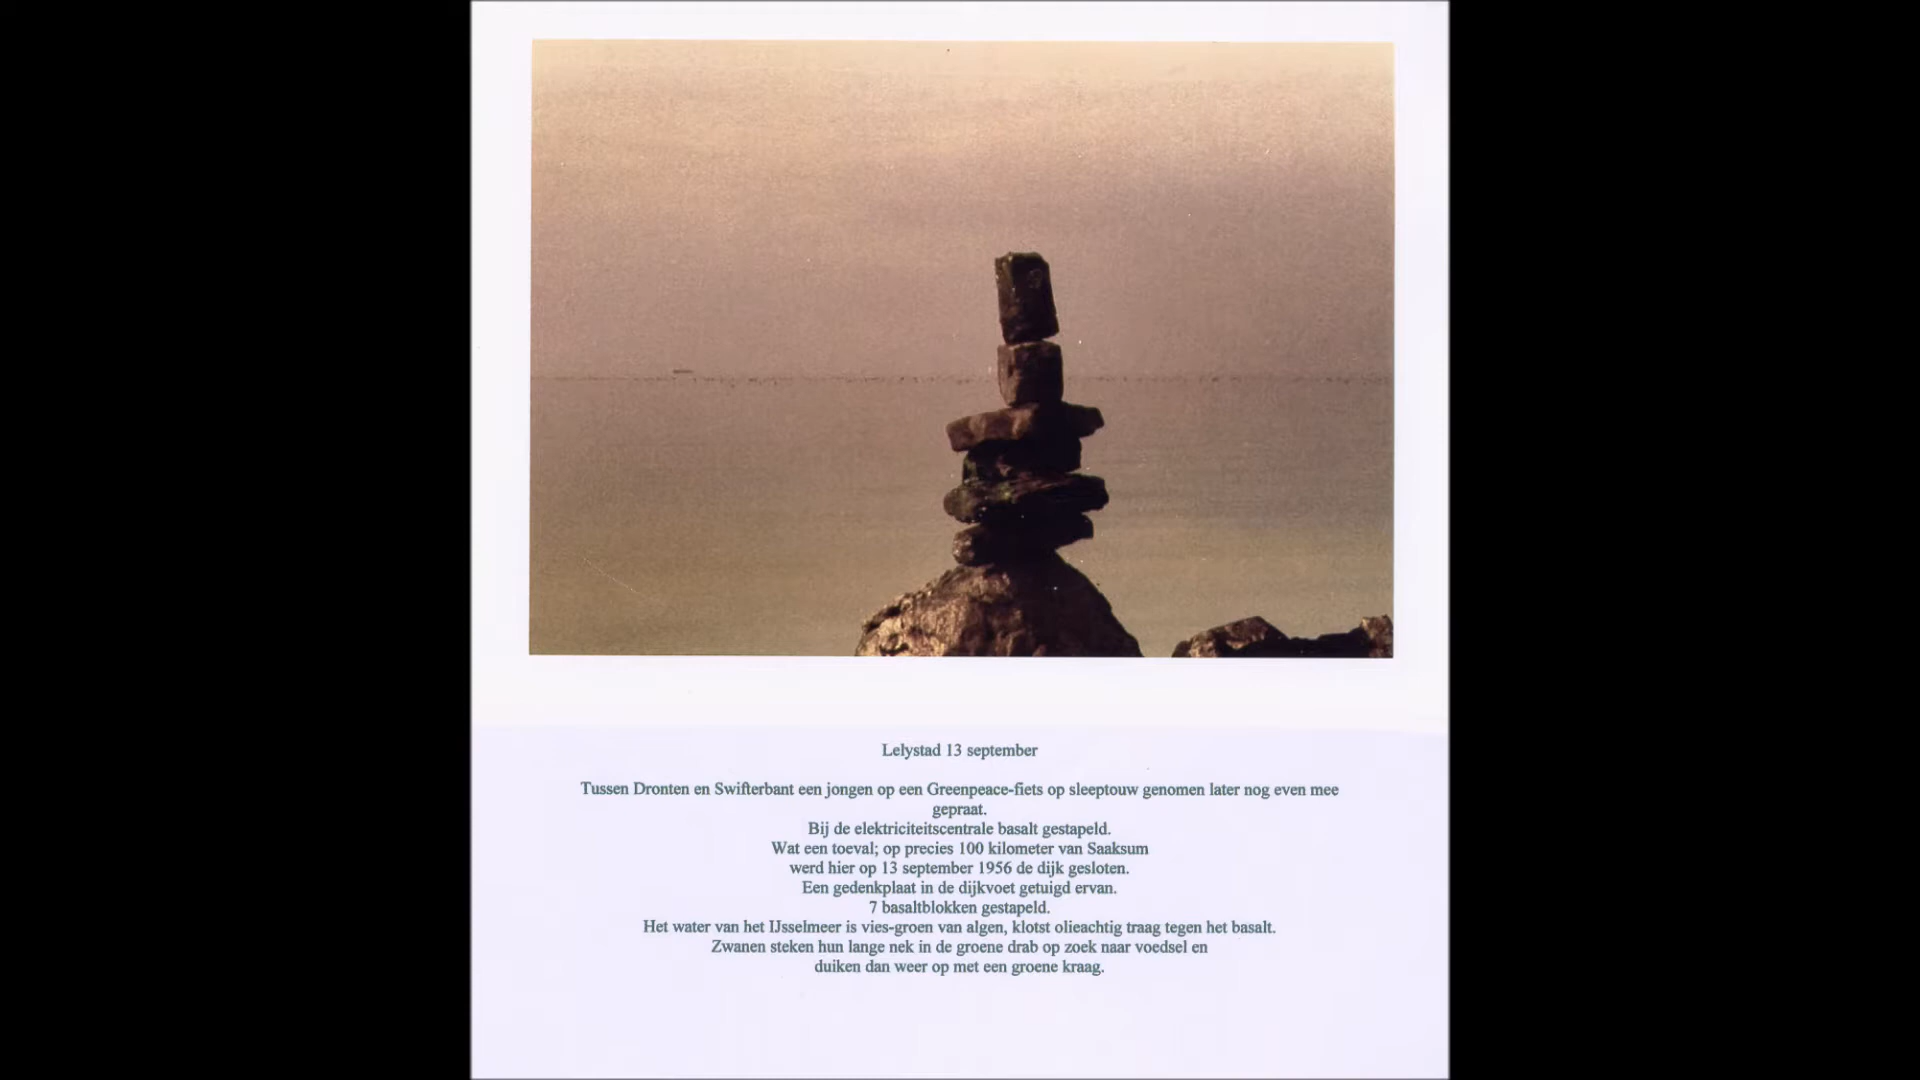 Lelystad 13 september
Tussen Dronten en Swifterbant een jongen op een Greenpeace-fiets op sleeptouw genomen later nog even mee
gepraat.
Bij de elektriciteitscentrale basalt gestapeld.
Wat een toeval; op precies 100 kilometer van Saaksum
werd hier op 13 september 1956 de dijk gesloten.
Een gedenkplaat in de dijkvoet getuigd ervan.
7 basaltblokken gestapeld.
Het water van het IJsselmeer is vies-groen van algen, klotst olieachtig traag tegen het basalt.
Zwanen steken hun lange nek in de groene drab op zoek naar voedsel en
duiken dan weer op met een groene kraag.